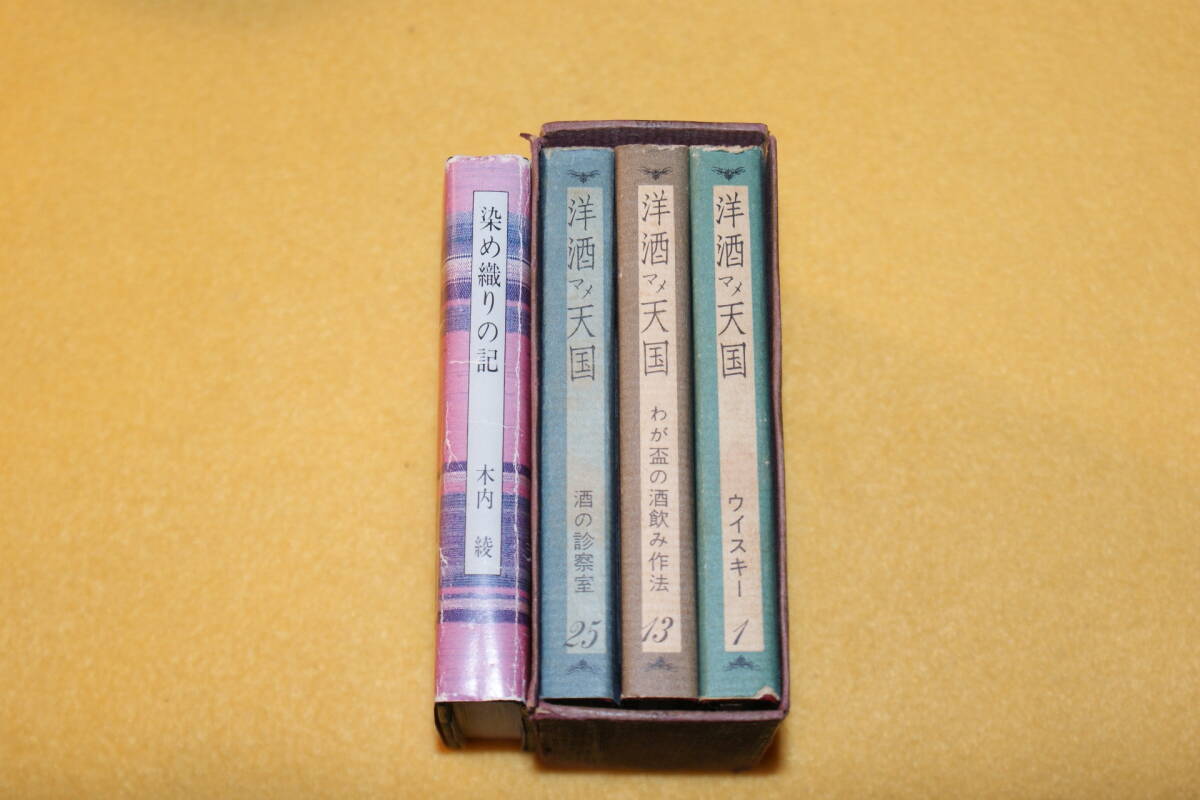 染め織りの記
木内 綾
洋酒マメ天国
酒の診察室
25
洋酒マメ天国
わが盃の酒飲み作法
13
洋酒マメ天国
ウイスキー
1